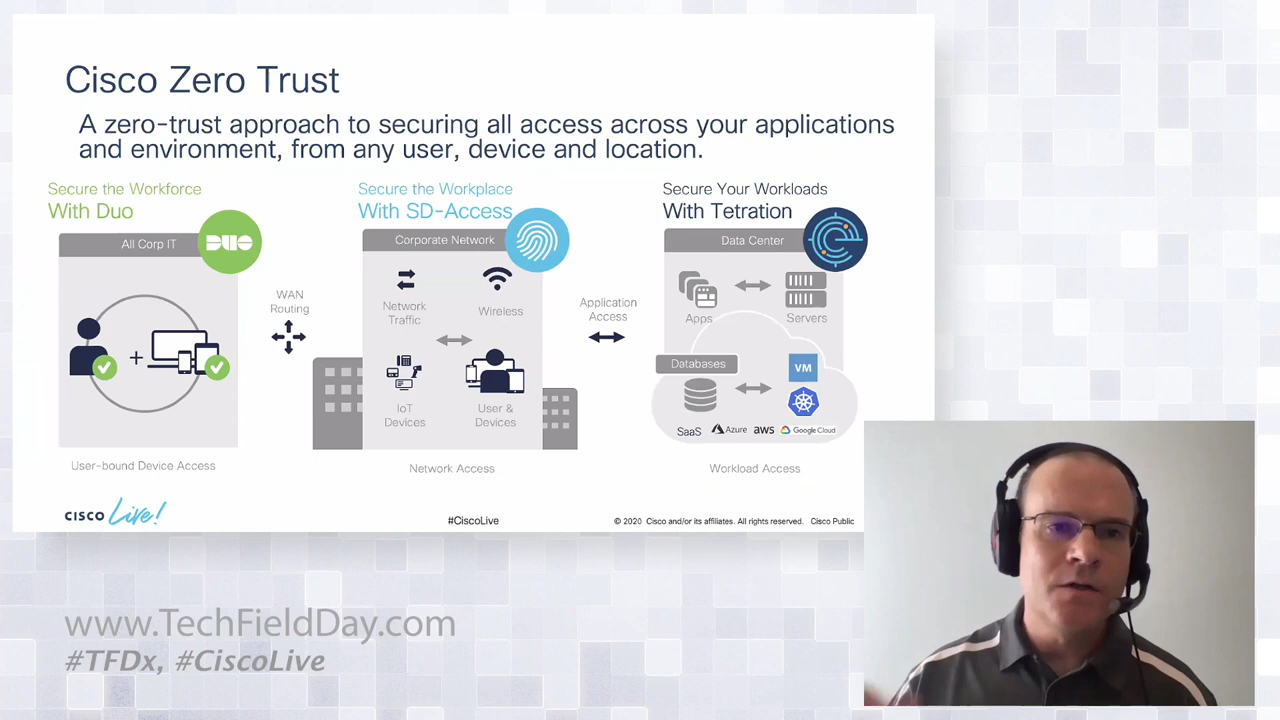 Cisco Zero Trust
A zero-trust approach to securing all access across your applications
and environment, from any user, device and location.
Secure the Workforce
With Duo
DUO
All Corp IT
User-bound Device Access
WAN
Routing
Secure the Workplace
With SD-Access
Corporate Network
Network
Traffic
Wireless
IoT
Devices
User &
Devices
Network Access
Application
Access
Secure Your Workloads
With Tetration
Data Center
Apps
Servers
Databases
VM
SaaS
Azure
aws
Google Cloud
Workload Access
CISCO Live!
#CiscoLive
© 2020 Cisco and/or its affiliates. All rights reserved. Cisco Public
www.TechFieldDay.com
#TFDx, #CiscoLive